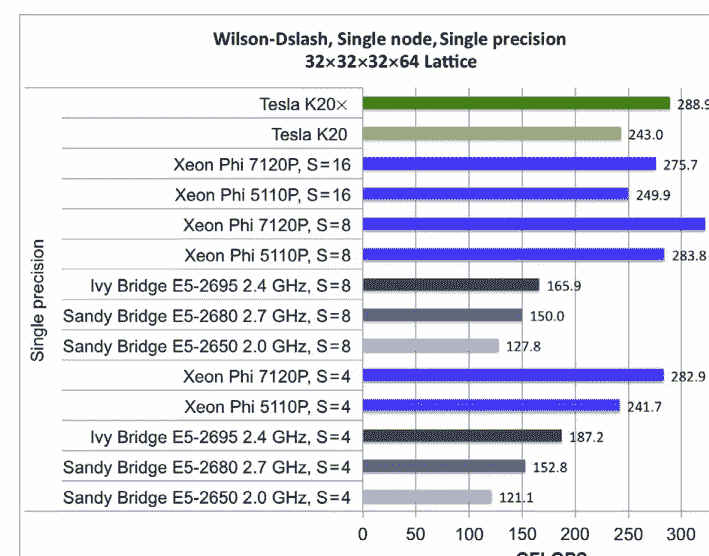 Wilson-Dslash, Single node, Single precision
32×32×32×64 Lattice
Single precision
Tesla K20× 288.9
Tesla K20 243.0
Xeon Phi 7120P, S=16 275.7
Xeon Phi 5110P, S=16 249.9
Xeon Phi 7120P, S=8
Xeon Phi 5110P, S=8 283.8
Ivy Bridge E5-2695 2.4 GHz, S=8 165.9
Sandy Bridge E5-2680 2.7 GHz, S=8 150.0
Sandy Bridge E5-2650 2.0 GHz, S=8 127.8
Xeon Phi 7120P, S=4 282.9
Xeon Phi 5110P, S=4 241.7
Ivy Bridge E5-2695 2.4 GHz, S=4 187.2
Sandy Bridge E5-2680 2.7 GHz, S=4 152.8
Sandy Bridge E5-2650 2.0 GHz, S=4 121.1
0 50 100 150 200 250 300